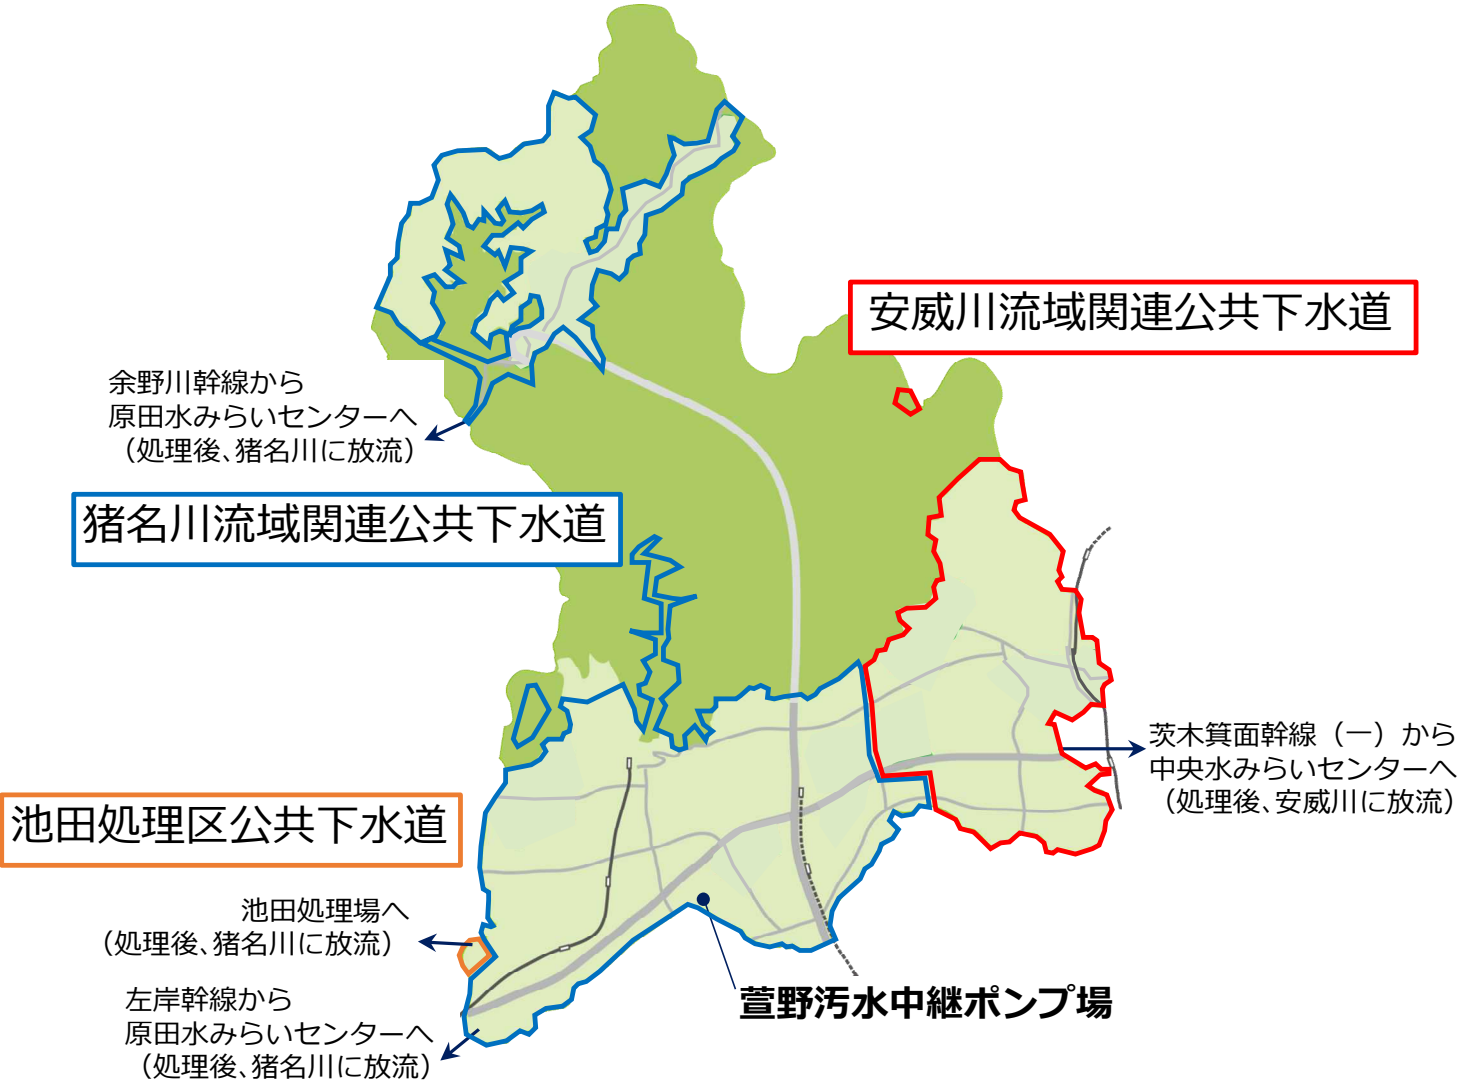 安威川流域関連公共下水道
余野川幹線から
原田水みらいセンターへ
（処理後、猪名川に放流）
猪名川流域関連公共下水道
茨木箕面幹線（一）から
中央水みらいセンターへ
（処理後、安威川に放流）
池田処理区公共下水道
池田処理場へ
（処理後、猪名川に放流）
左岸幹線から
原田水みらいセンターへ
（処理後、猪名川に放流）
萱野汚水中継ポンプ場